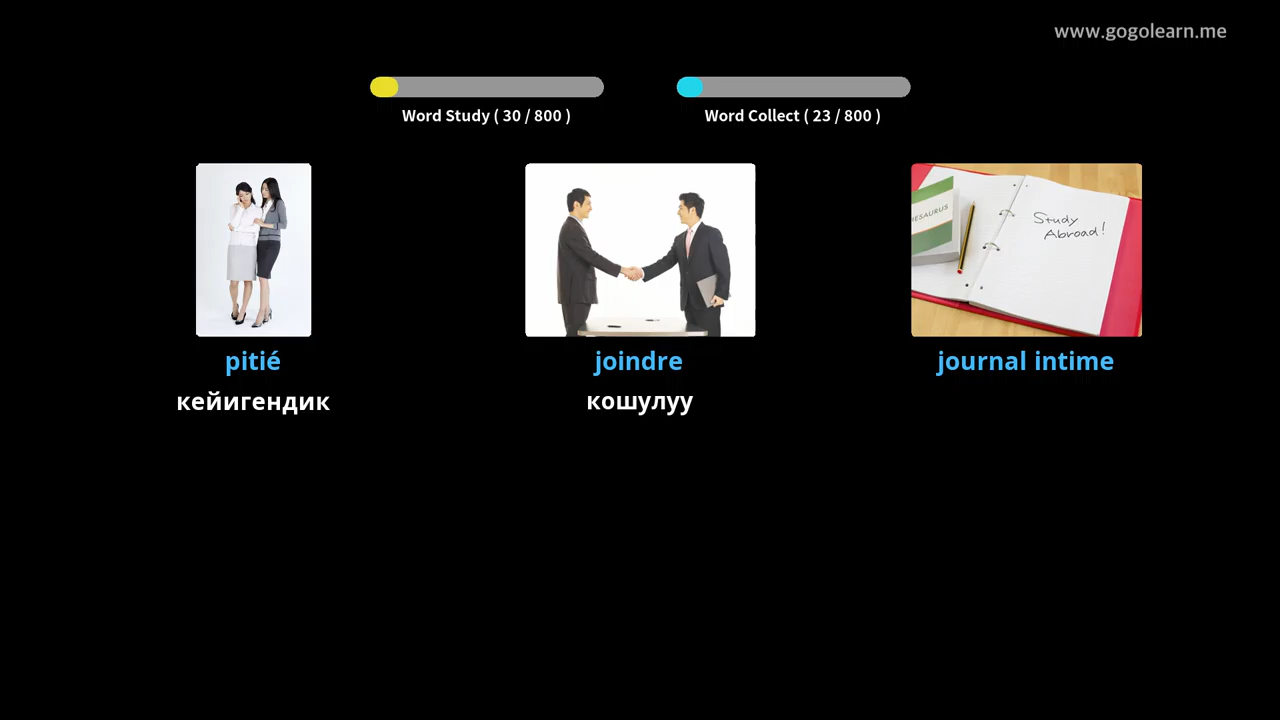 www.gogolearn.me
Word Study ( 30 / 800 )
Word Collect ( 23 / 800 )
THESAURUS
Study
Abroad!
pitié
joindre
journal intime
кейигендик
кошулуу